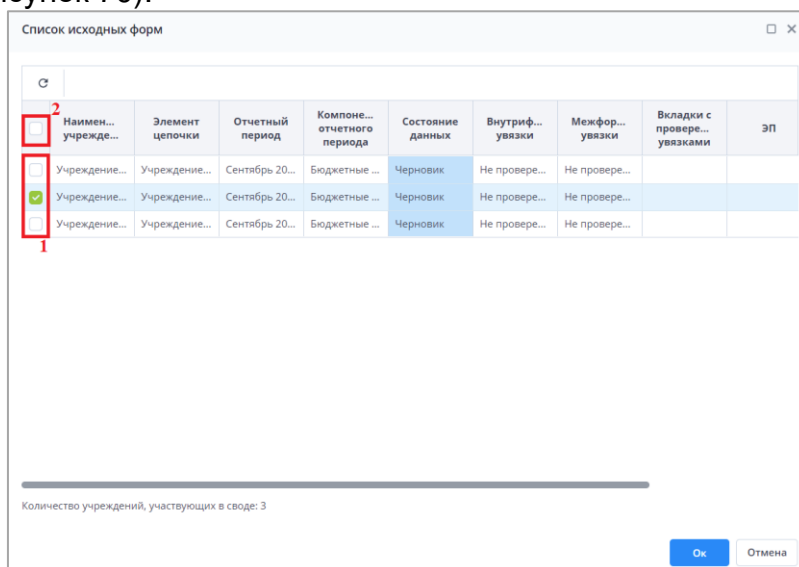 Список исходных форм
2
Наимен... учрежде...
Элемент цепочки
Отчетный период
Компоне... отчетного периода
Состояние данных
Внутриф... увязки
Межфор... увязки
Вкладки с провере... увязками
ЭП
Учреждение... Учреждение... Сентябрь 20... Бюджетные ... Черновик Не провере... Не провере...
Учреждение... Учреждение... Сентябрь 20... Бюджетные ... Черновик Не провере... Не провере...
Учреждение... Учреждение... Сентябрь 20... Бюджетные ... Черновик Не провере... Не провере...
1
Количество учреждений, участвующих в своде: 3
Ок Отмена